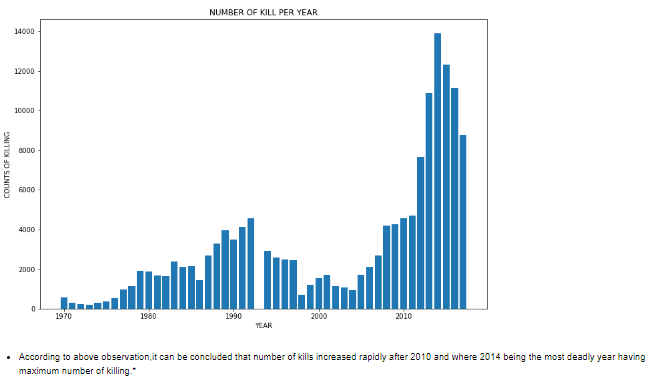 NUMBER OF KILL PER YEAR
14000
12000
10000
8000
6000
4000
2000
0
COUNTS OF KILLING
1970 1980 1990 2000 2010
YEAR
• According to above observation,it can be concluded that number of kills increased rapidly after 2010 and where 2014 being the most deadly year having
maximum number of killing.*